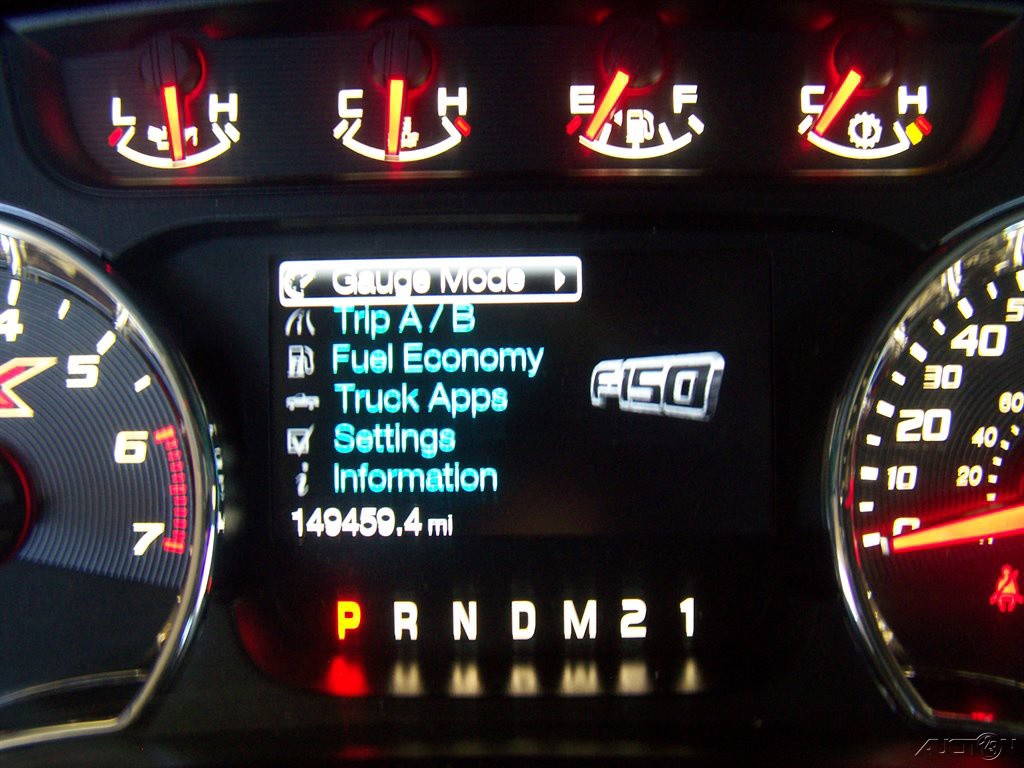 L H C H E F C H
Gauge Mode
Trip A / B
Fuel Economy
Truck Apps
Settings
Information
149459.4 mi
F150
P R N D M 2 1
4
5
6
7
5
40
30
20
10
0
60
40
20